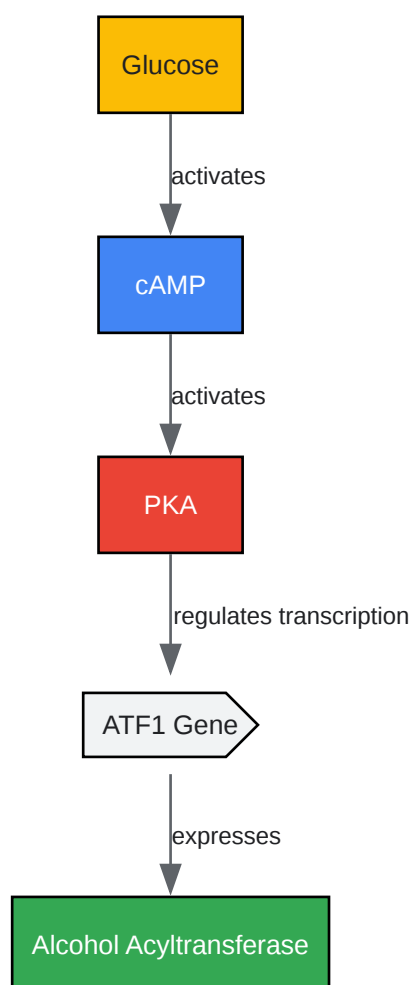 Glucose
activates
cAMP
activates
PKA
regulates transcription
ATF1 Gene
expresses
Alcohol Acyltransferase